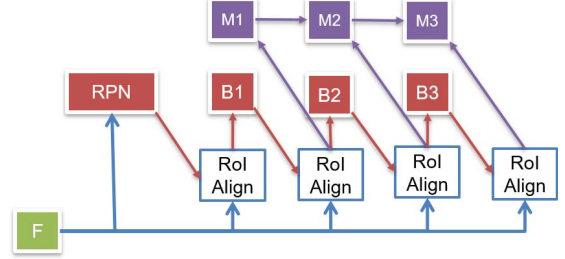 M1 M2 M3
RPN B1 B2 B3
RoI RoI RoI RoI
Align Align Align Align
F